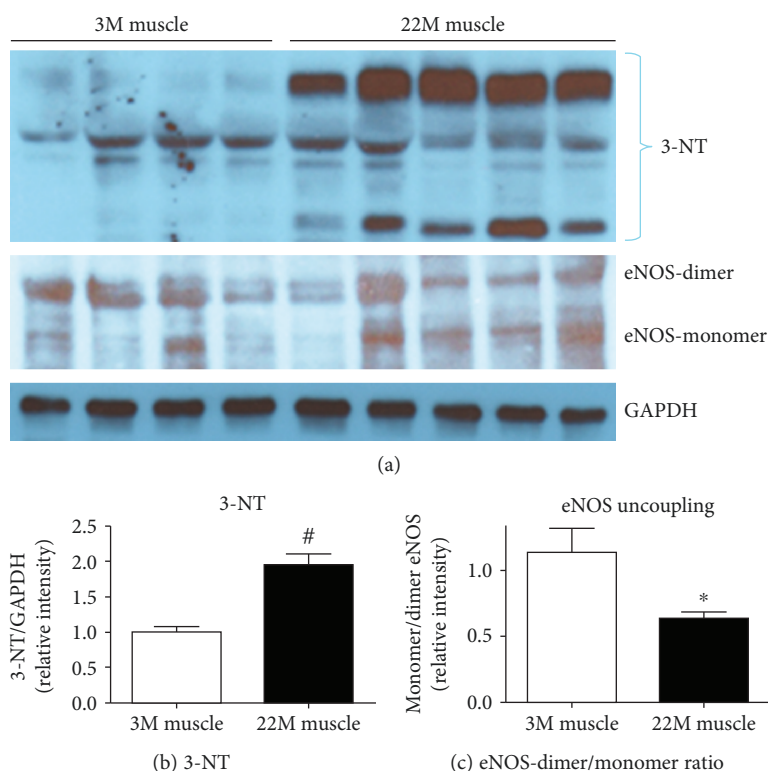 3M muscle 22M muscle
3-NT
eNOS-dimer
eNOS-monomer
GAPDH
(a)
3-NT
3-NT/GAPDH
(relative intensity)
2.5
2.0
1.5
1.0
0.5
0.0
#
3M muscle 22M muscle
(b) 3-NT
eNOS uncoupling
Monomer/dimer eNOS
(relative intensity)
1.0
0.5
0.0
*
3M muscle 22M muscle
(c) eNOS-dimer/monomer ratio